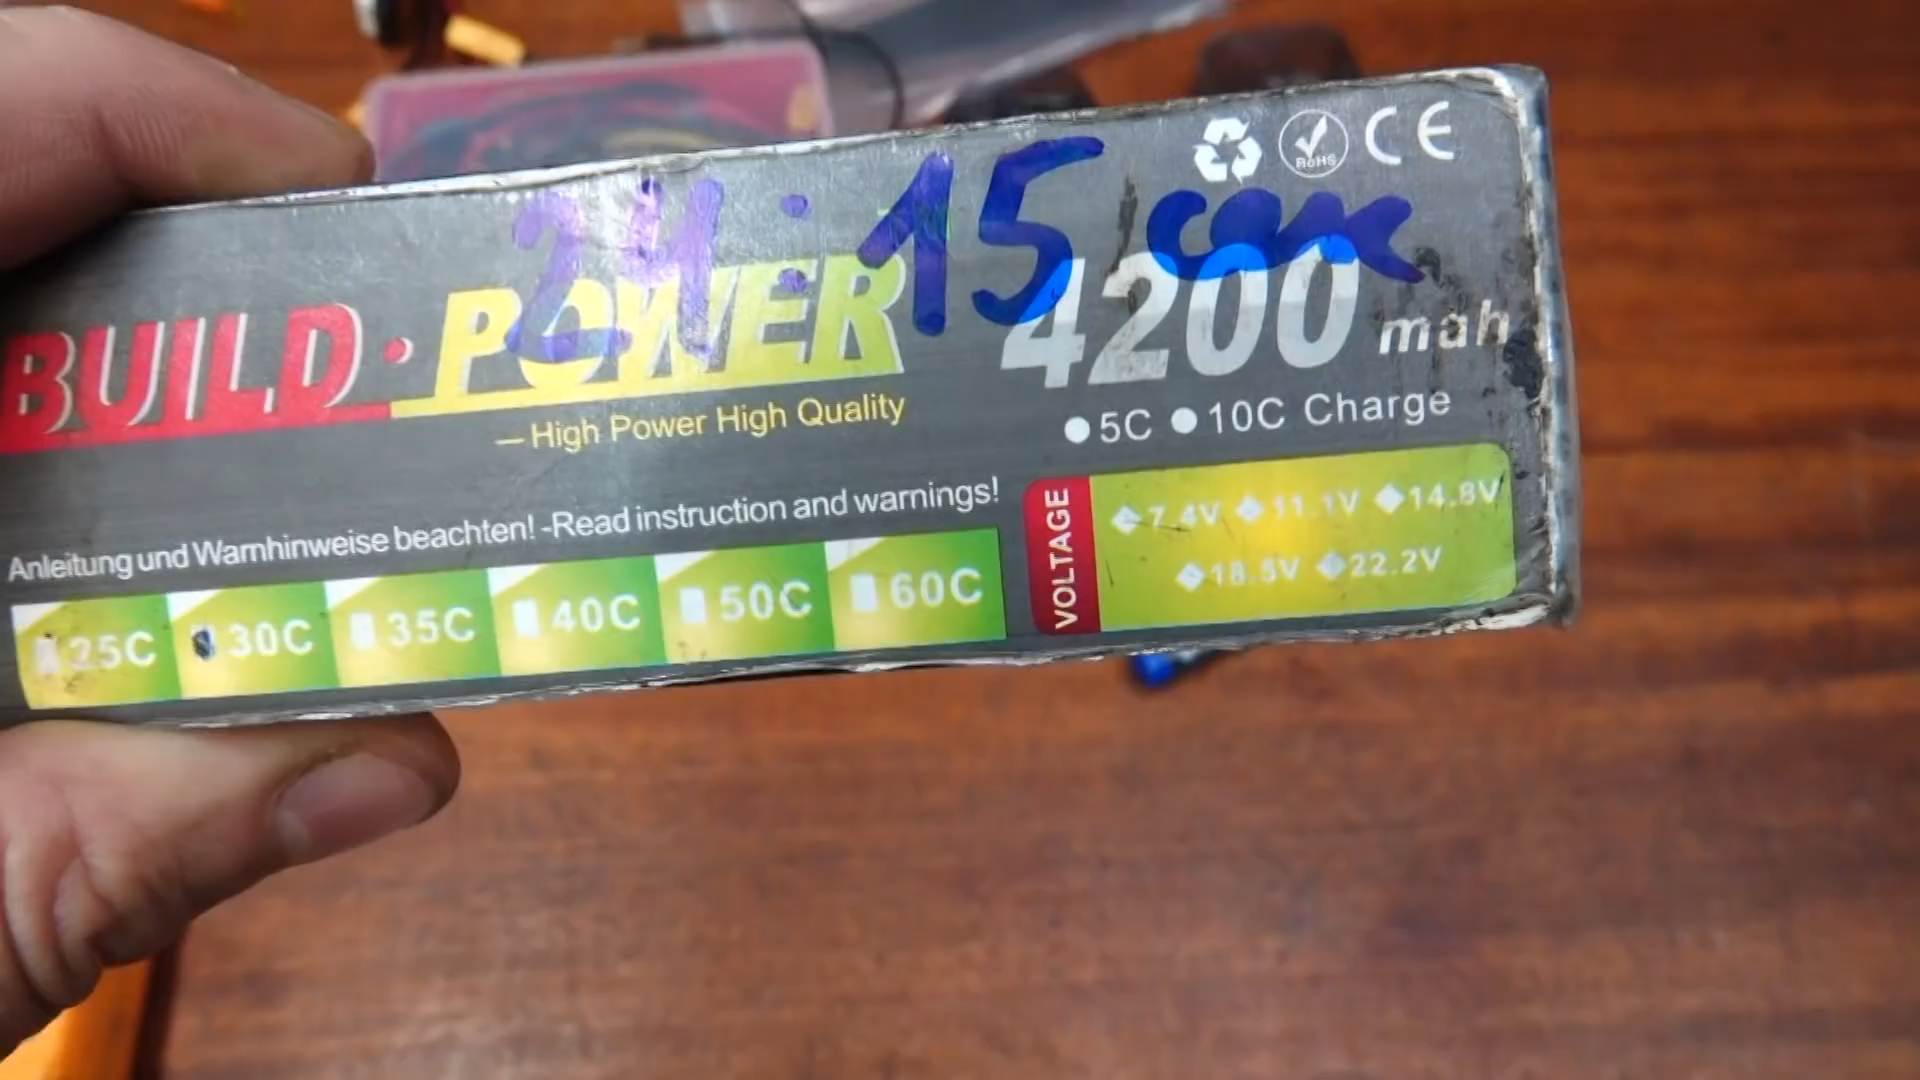 RoHS CE
24:15 сек
BUILD·POWER 4200 mah
—High Power High Quality
5C 10C Charge
Anleitung und Warnhinweise beachten! -Read instruction and warnings!
VOLTAGE
7.4V 11.1V 14.8V
18.5V 22.2V
25C 30C 35C 40C 50C 60C